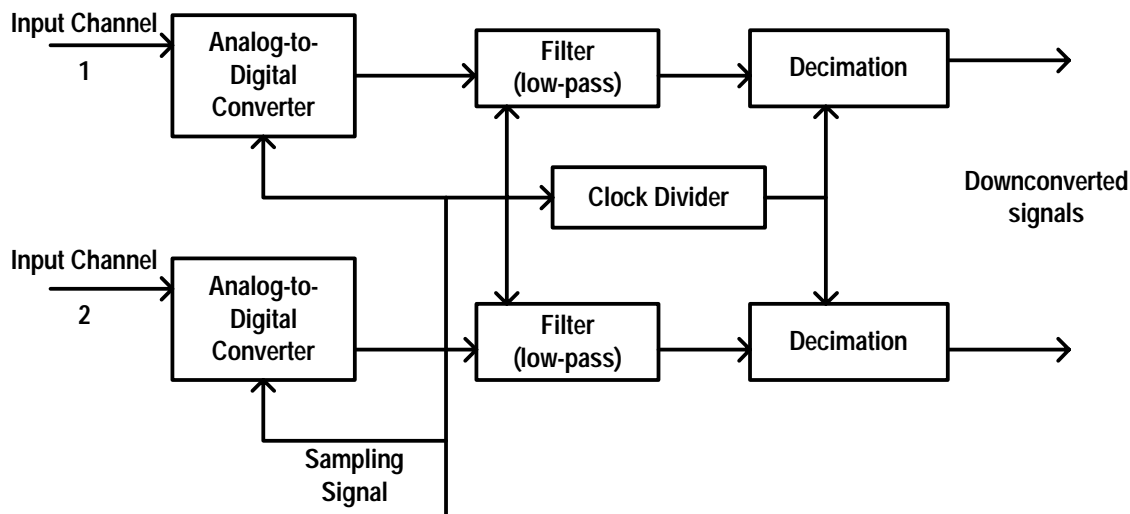 Input Channel
1
Analog-to-
Digital
Converter
Filter
(low-pass)
Decimation
Clock Divider
Downconverted
signals
Input Channel
2
Analog-to-
Digital
Converter
Filter
(low-pass)
Decimation
Sampling
Signal